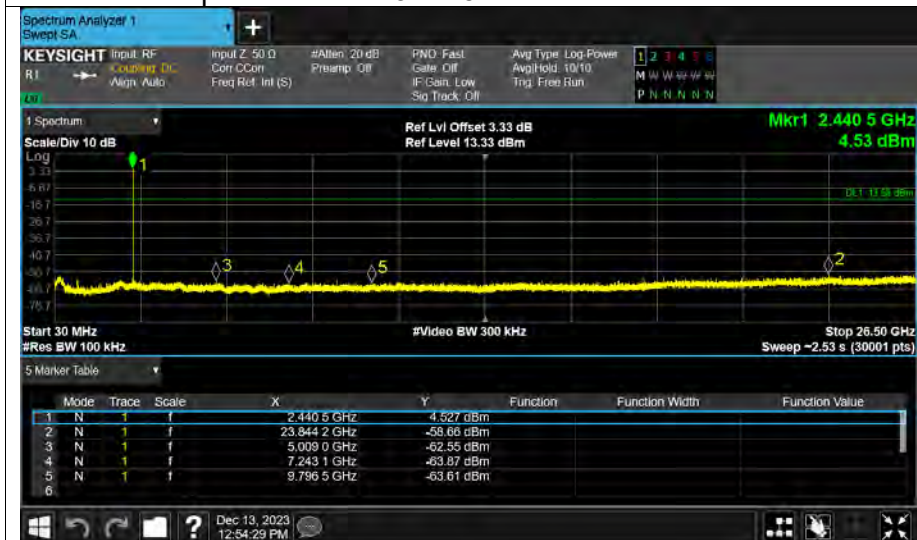 Spectrum Analyzer 1
Swept SA
+
KEYSIGHT
R1
Input: RF
Coupling: DC
Align: Auto
Input Z: 50 Ω
Corr CCorr
Freq Ref: Int (S)
#Atten: 20 dB
Preamp: Off
PNO: Fast
Gate: Off
IF Gain: Low
Sig Track: Off
Avg Type: Log-Power
Avg|Hold: 10/10
Trig: Free Run
1 2 3 4 5 6
M W W W W W
P N N N N N
1 Spectrum
Scale/Div 10 dB
Ref Lvl Offset 3.33 dB
Ref Level 13.33 dBm
Mkr1 2.440 5 GHz
4.53 dBm
Log
3.33
-6.67
-16.7
-26.7
-36.7
-46.7
-56.7
-66.7
-76.7
1
3
4
5
2
Start 30 MHz
#Res BW 100 kHz
#Video BW 300 kHz
Stop 26.50 GHz
Sweep ~2.53 s (30001 pts)
5 Marker Table
Mode Trace Scale X Y Function Function Width Function Value
1 N 1 f 2.440 5 GHz 4.527 dBm
2 N 1 f 23.844 2 GHz -58.66 dBm
3 N 1 f 5.009 0 GHz -62.55 dBm
4 N 1 f 7.243 1 GHz -63.87 dBm
5 N 1 f 9.796 5 GHz -63.61 dBm
6
?
Dec 13, 2023
12:54:29 PM